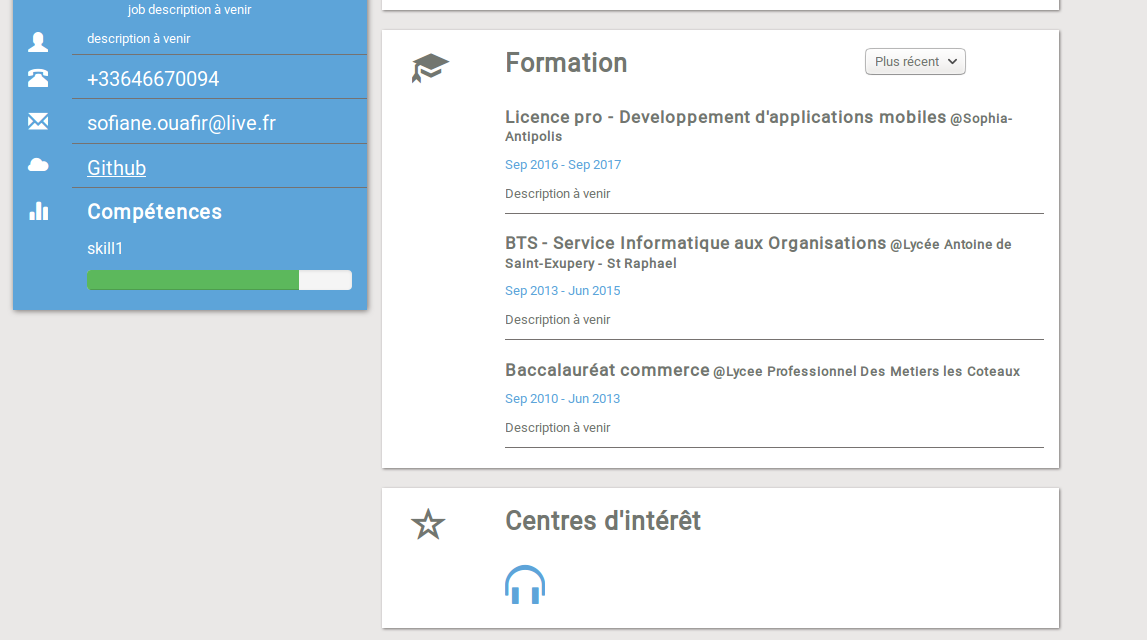 job description à venir
description à venir
+33646670094
sofiane.ouafir@live.fr
Github
Compétences
skill1
Formation
Plus récent
Licence pro - Developpement d'applications mobiles @Sophia-
Antipolis
Sep 2016 - Sep 2017
Description à venir
BTS - Service Informatique aux Organisations @Lycée Antoine de
Saint-Exupery - St Raphael
Sep 2013 - Jun 2015
Description à venir
Baccalauréat commerce @Lycee Professionnel Des Metiers les Coteaux
Sep 2010 - Jun 2013
Description à venir
Centres d'intérêt